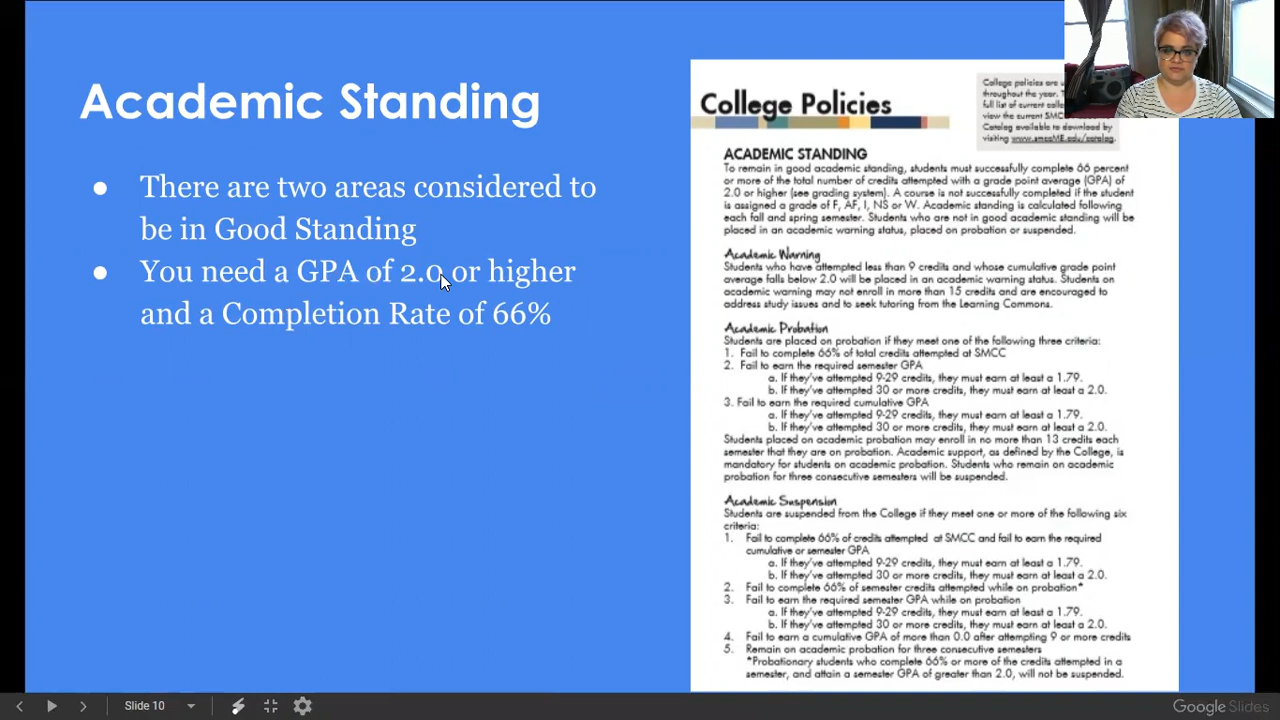 Academic Standing
● There are two areas considered to
be in Good Standing
● You need a GPA of 2.0 or higher
and a Completion Rate of 66%
College Policies
College policies are
throughout the year.
full list of current
view the current SMCC
Catalog available to download by
visiting www.smccME.edu/catalog.
ACADEMIC STANDING
To remain in good academic standing, students must successfully complete 66 percent
or more of the total number of credits attempted with a grade point average (GPA) of
2.0 or higher (see grading system). A course is not successfully completed if the student
is assigned a grade of F, AF, I, NS or W. Academic standing is calculated following
each fall and spring semester. Students who are not in good academic standing will be
placed in an academic warning status, placed on probation or suspended.
Academic Warning
Students who have attempted less than 9 credits and whose cumulative grade point
average falls below 2.0 will be placed in an academic warning status. Students on
academic warning may not enroll in more than 15 credits and are encouraged to
address study issues and to seek tutoring from the Learning Commons.
Academic Probation
Students are placed on probation if they meet one of the following three criteria:
1. Fail to complete 66% of total credits attempted at SMCC
2. Fail to earn the required semester GPA
a. If they've attempted 9-29 credits, they must earn at least a 1.79.
b. If they've attempted 30 or more credits, they must earn at least a 2.0.
3. Fail to earn the required cumulative GPA
a. If they've attempted 9-29 credits, they must earn at least a 1.79.
b. If they've attempted 30 or more credits, they must earn at least a 2.0.
Students placed on academic probation may enroll in no more than 13 credits each
semester that they are on probation. Academic support, as defined by the College, is
mandatory for students on academic probation. Students who remain on academic
probation for three consecutive semesters will be suspended.
Academic Suspension
Students are suspended from the College if they meet one or more of the following six
criteria:
1. Fail to complete 66% of credits attempted at SMCC and fail to earn the required
cumulative or semester GPA
a. If they've attempted 9-29 credits, they must earn at least a 1.79.
b. If they've attempted 30 or more credits, they must earn at least a 2.0.
2. Fail to complete 66% of semester credits attempted while on probation*
3. Fail to earn the required semester GPA while on probation
a. If they've attempted 9-29 credits, they must earn at least a 1.79.
b. If they've attempted 30 or more credits, they must earn at least a 2.0.
4. Fail to earn a cumulative GPA of more than 0.0 after attempting 9 or more credits
5. Remain on academic probation for three consecutive semesters
*Probationary students who complete 66% or more of the credits attempted in a
semester, and attain a semester GPA of greater than 2.0, will not be suspended.
Slide 10
Google Slides